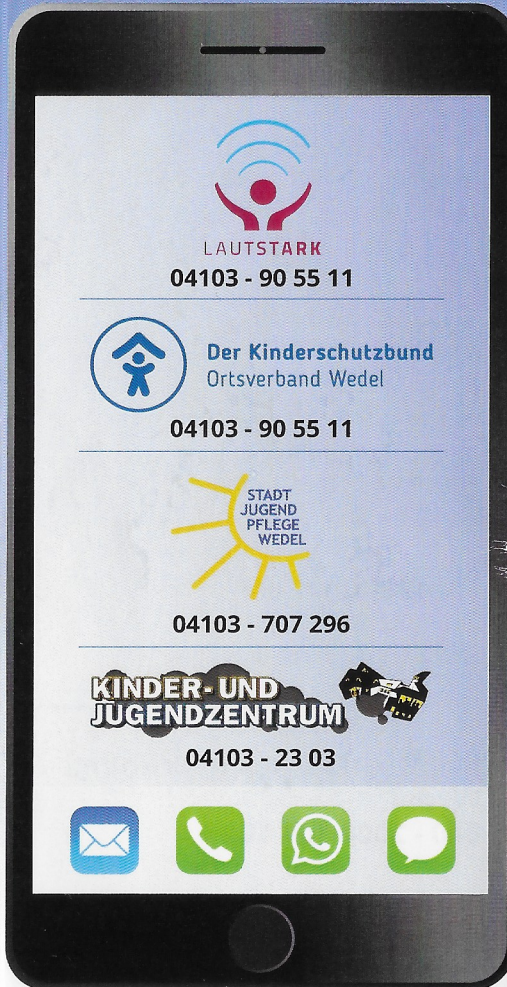 LAUTSTARK
04103 - 90 55 11
Der Kinderschutzbund
Ortsverband Wedel
04103 - 90 55 11
STADT
JUGEND
PFLEGE
WEDEL
04103 - 707 296
KINDER- UND
JUGENDZENTRUM
04103 - 23 03